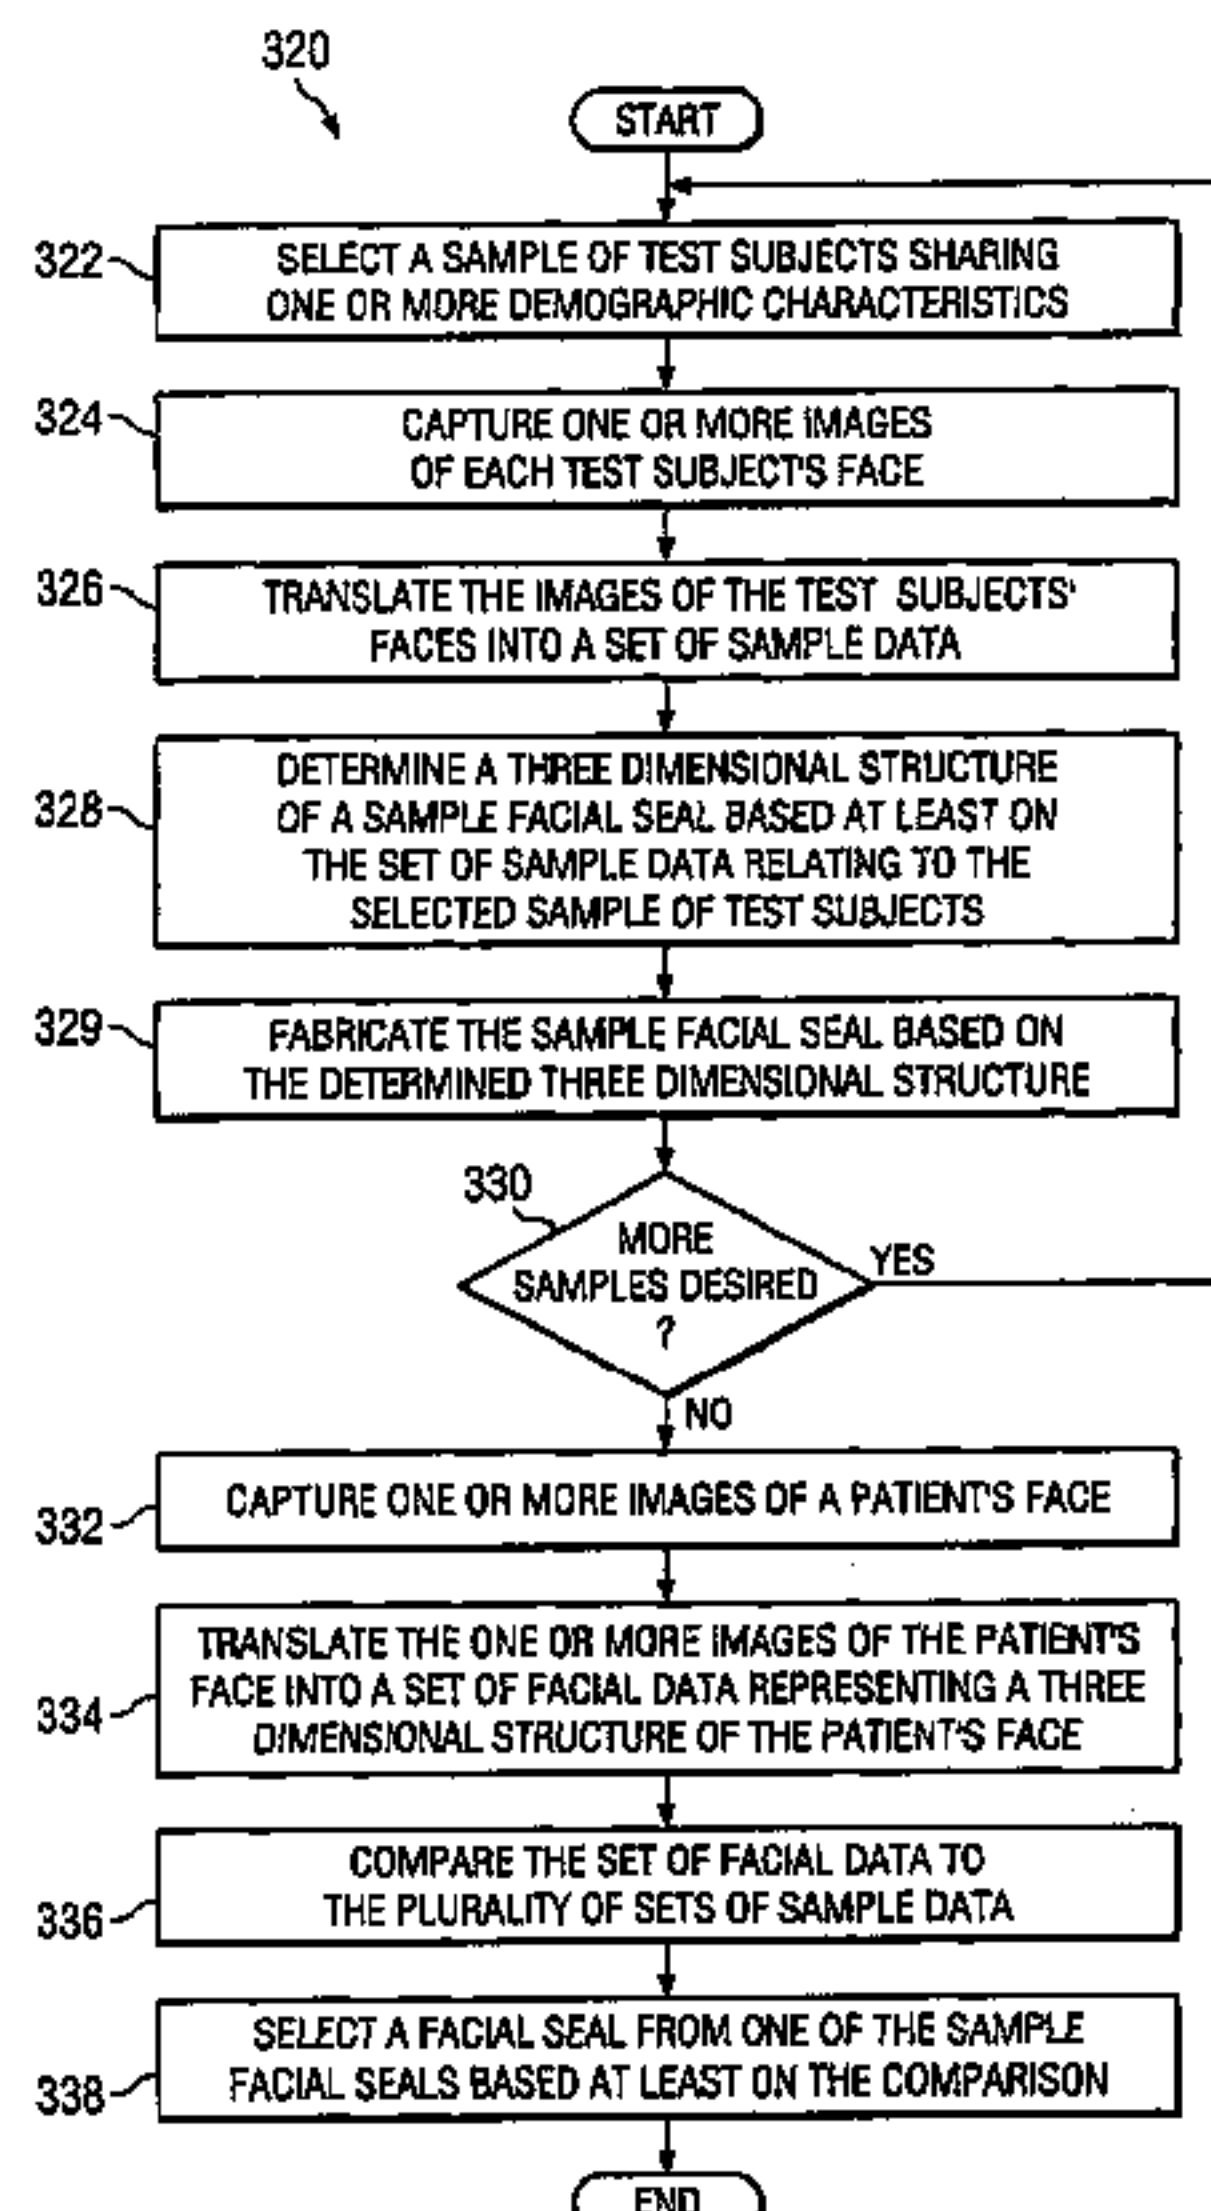 320
START
322
SELECT A SAMPLE OF TEST SUBJECTS SHARING
ONE OR MORE DEMOGRAPHIC CHARACTERISTICS
324
CAPTURE ONE OR MORE IMAGES
OF EACH TEST SUBJECT'S FACE
326
TRANSLATE THE IMAGES OF THE TEST SUBJECTS'
FACES INTO A SET OF SAMPLE DATA
328
DETERMINE A THREE DIMENSIONAL STRUCTURE
OF A SAMPLE FACIAL SEAL BASED AT LEAST ON
THE SET OF SAMPLE DATA RELATING TO THE
SELECTED SAMPLE OF TEST SUBJECTS
329
FABRICATE THE SAMPLE FACIAL SEAL BASED ON
THE DETERMINED THREE DIMENSIONAL STRUCTURE
330
MORE
SAMPLES DESIRED
?
YES
NO
332
CAPTURE ONE OR MORE IMAGES OF A PATIENT'S FACE
334
TRANSLATE THE ONE OR MORE IMAGES OF THE PATIENT'S
FACE INTO A SET OF FACIAL DATA REPRESENTING A THREE
DIMENSIONAL STRUCTURE OF THE PATIENT'S FACE
336
COMPARE THE SET OF FACIAL DATA TO
THE PLURALITY OF SETS OF SAMPLE DATA
338
SELECT A FACIAL SEAL FROM ONE OF THE SAMPLE
FACIAL SEALS BASED AT LEAST ON THE COMPARISON
END